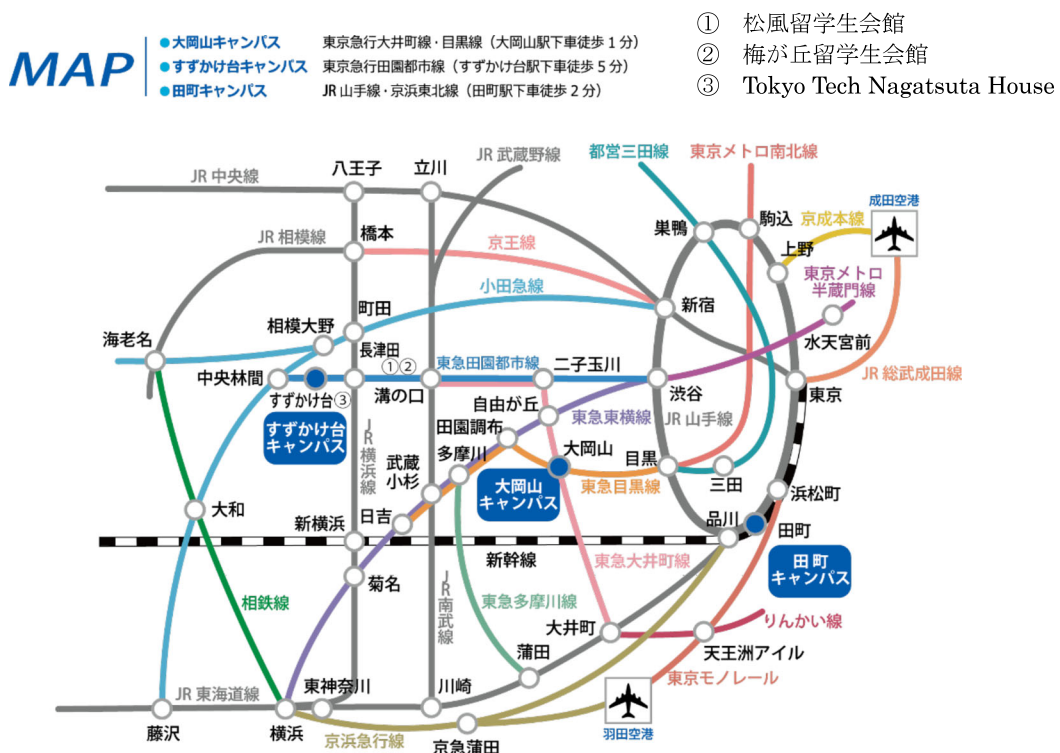 MAP
●大岡山キャンパス 東京急行大井町線・目黒線（大岡山駅下車徒歩1分）
●すずかけ台キャンパス 東京急行田園都市線（すずかけ台駅下車徒歩5分）
●田町キャンパス JR山手線・京浜東北線（田町駅下車徒歩2分）
① 松風留学生会館
② 梅が丘留学生会館
③ Tokyo Tech Nagatsuta House
JR 武蔵野線
都営三田線
東京メトロ南北線
JR 中央線
八王子
立川
成田空港
駒込
京成本線
巣鴨
橋本
JR 相模線
京王線
上野
東京メトロ
半蔵門線
小田急線
町田
新宿
相模大野
海老名
水天宮前
長津田
①②
東急田園都市線
二子玉川
中央林間
すずかけ台③
溝の口
渋谷
東京
JR 総武成田線
すずかけ台
キャンパス
自由が丘
東急東横線
JR 山手線
田園調布
JR横浜線
多摩川
大岡山
目黒
武蔵
小杉
大岡山
キャンパス
東急目黒線
三田
浜松町
大和
新横浜
日吉
品川
田町
新幹線
東急大井町線
田町
キャンパス
菊名
相鉄線
JR南武線
東急多摩川線
大井町
りんかい線
天王洲アイル
蒲田
東京モノレール
JR 東海道線
東神奈川
川崎
藤沢
横浜
京浜急行線
京急蒲田
羽田空港